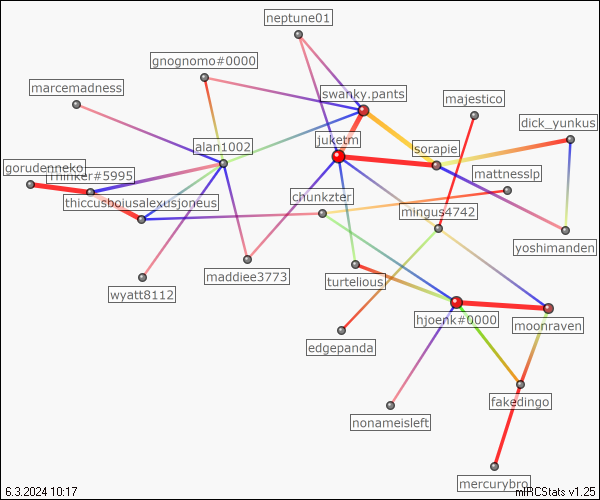 neptune01
gnognomo#0000
marcemadness
swanky.pants
majestico
dick_yunkus
juketm
alan1002
sorapie
gorudenneko
Thinker#5995
mattnesslp
thiccusboiusalexusjoneus
chunkzter
mingus4742
yoshimanden
maddiee3773
turtelious
wyatt8112
hjoenk#0000
moonraven
edgepanda
fakedingo
nonameisleft
mercurybro
6.3.2024 10:17
mIRCStats v1.25